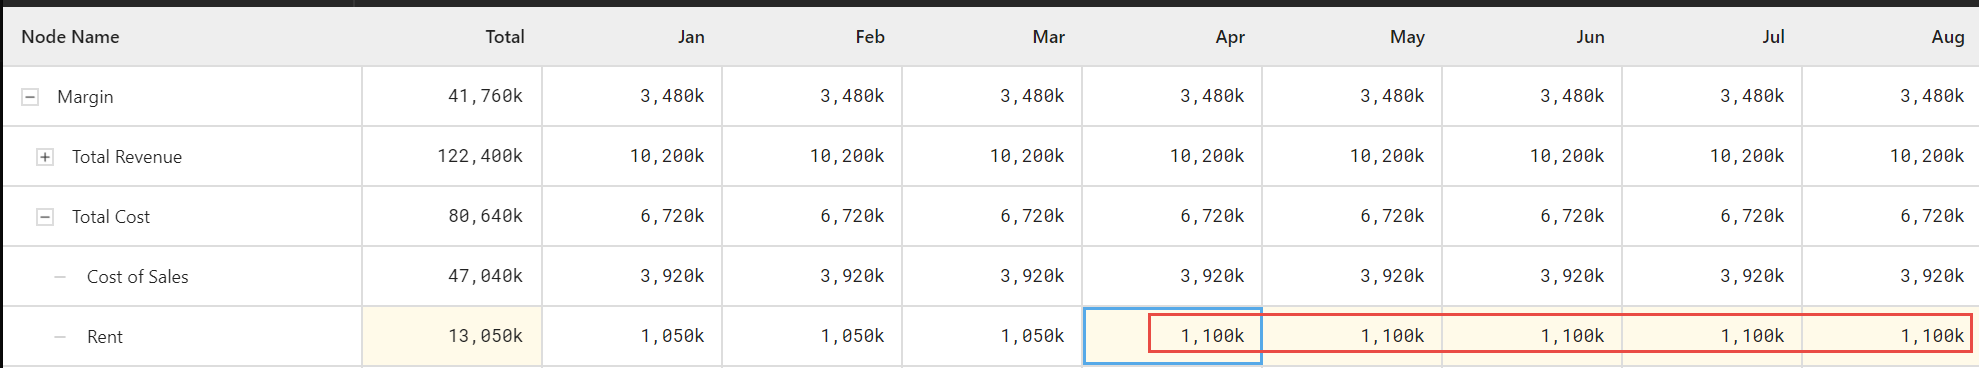 Node Name Total Jan Feb Mar Apr May Jun Jul Aug
Margin 41,760k 3,480k 3,480k 3,480k 3,480k 3,480k 3,480k 3,480k 3,480k
Total Revenue 122,400k 10,200k 10,200k 10,200k 10,200k 10,200k 10,200k 10,200k 10,200k
Total Cost 80,640k 6,720k 6,720k 6,720k 6,720k 6,720k 6,720k 6,720k 6,720k
Cost of Sales 47,040k 3,920k 3,920k 3,920k 3,920k 3,920k 3,920k 3,920k 3,920k
Rent 13,050k 1,050k 1,050k 1,050k 1,100k 1,100k 1,100k 1,100k 1,100k